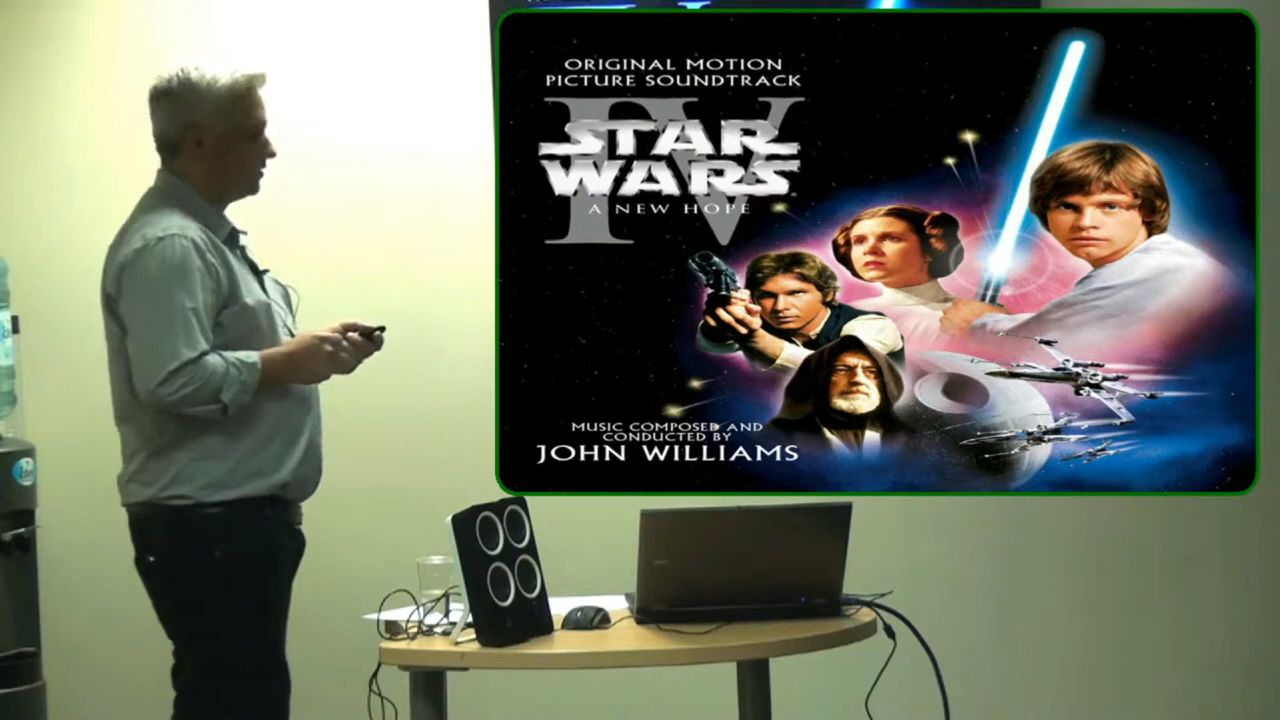 ORIGINAL MOTION
PICTURE SOUNDTRACK
IV
STAR
WARS
A NEW HOPE
MUSIC COMPOSED AND
CONDUCTED BY
JOHN WILLIAMS